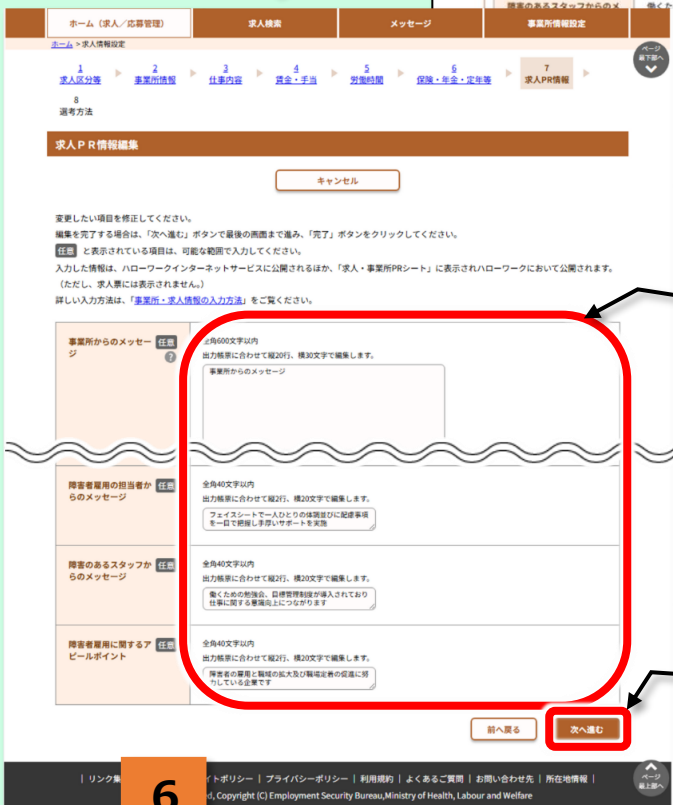 障害のあるスタッフからのメ
働くた
ホーム（求人／応募管理）
求人検索
メッセージ
事業所情報設定
ホーム > 求人情報設定
ページ
最下部へ
1
求人区分等
2
事業所情報
3
仕事内容
4
賃金・手当
5
労働時間
6
保険・年金・定年等
7
求人PR情報
8
選考方法
求人ＰＲ情報編集
キャンセル
変更したい項目を修正してください。
編集を完了する場合は、「次へ進む」ボタンで最後の画面まで進み、「完了」ボタンをクリックしてください。
任意 と表示されている項目は、可能な範囲で入力してください。
入力した情報は、ハローワークインターネットサービスに公開されるほか、「求人・事業所PRシート」に表示されハローワークにおいて公開されます。
（ただし、求人票には表示されません。）
詳しい入力方法は、「事業所・求人情報の入力方法」をご覧ください。
事業所からのメッセー 任意
ジ ?
全角600文字以内
出力帳票に合わせて縦20行、横30文字で編集します。
事業所からのメッセージ
障害者雇用の担当者か 任意
らのメッセージ
全角40文字以内
出力帳票に合わせて縦2行、横20文字で編集します。
フェイスシートで一人ひとりの体調並びに配慮事項
を一目で把握し手厚いサポートを実施
障害のあるスタッフか 任意
らのメッセージ
全角40文字以内
出力帳票に合わせて縦2行、横20文字で編集します。
働くための勉強会、目標管理制度が導入されており
仕事に関する意識向上につながります
障害者雇用に関するア 任意
ピールポイント
全角40文字以内
出力帳票に合わせて縦2行、横20文字で編集します。
障害者の雇用と職域の拡大及び職場定着の促進に努
力している企業です
前へ戻る
次へ進む
| リンク集
イトポリシー | プライバシーポリシー | 利用規約 | よくあるご質問 | お問い合わせ先 | 所在地情報 |
ページ
最上部へ
6
d, Copyright (C) Employment Security Bureau,Ministry of Health, Labour and Welfare